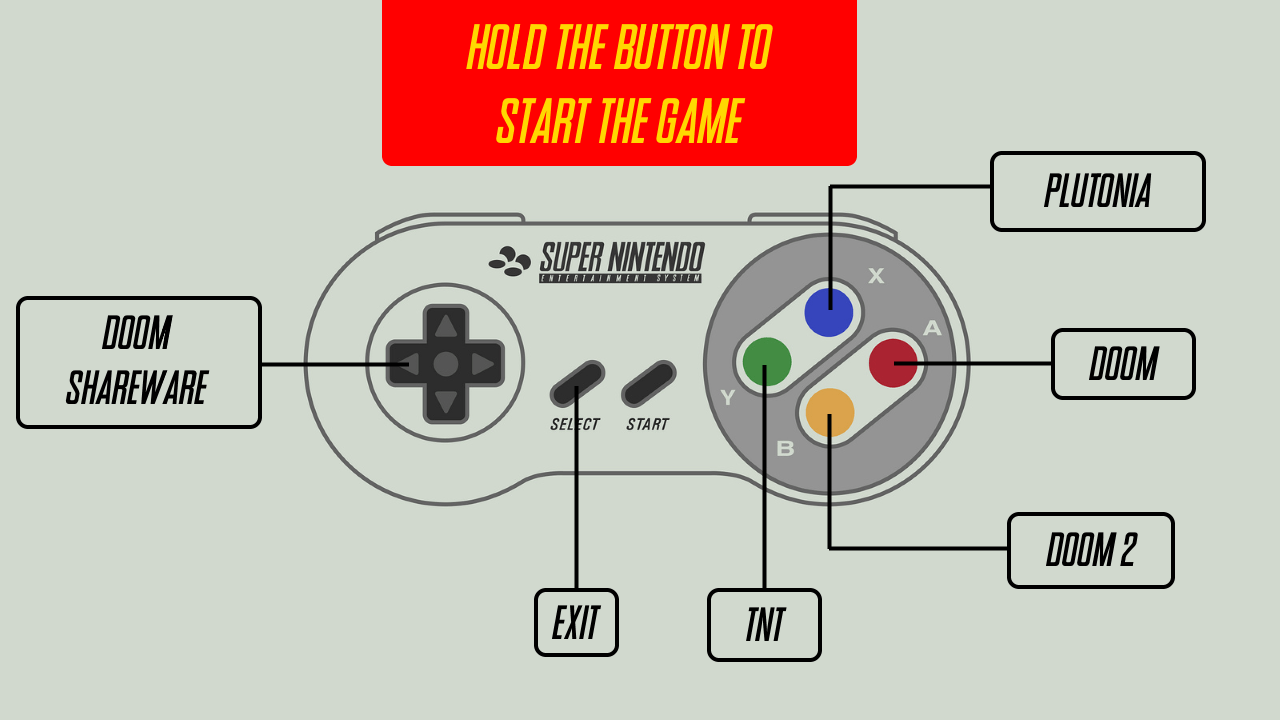 HOLD THE BUTTON TO
START THE GAME
PLUTONIA
SUPER NINTENDO
ENTERTAINMENT SYSTEM
X
DOOM
SHAREWARE
A
DOOM
Y
SELECT
START
B
DOOM 2
EXIT
TNT